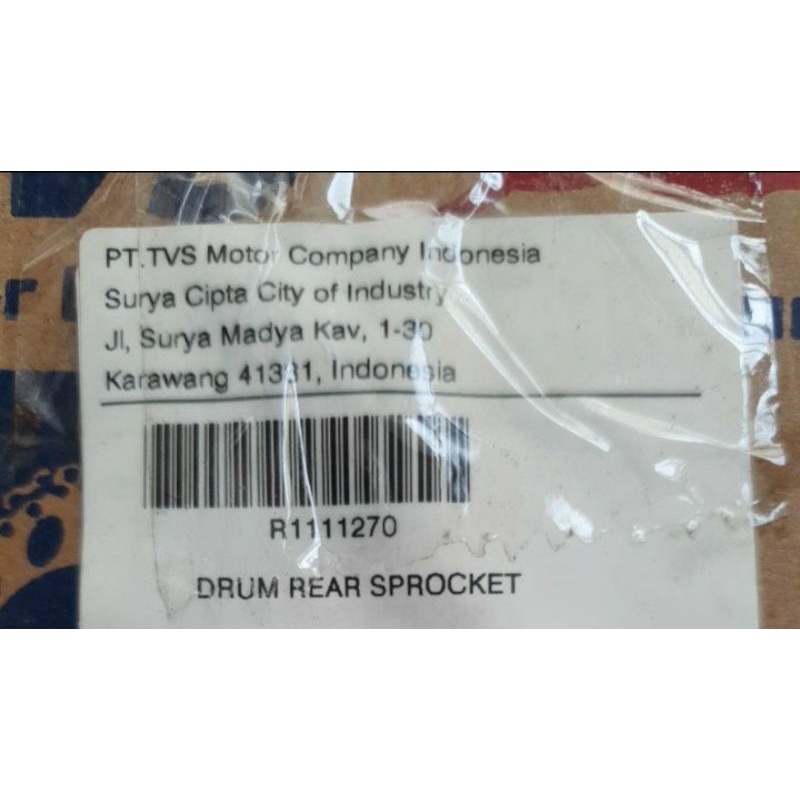 PT.TVS Motor Company Indonesia
Surya Cipta City of Industry
Jl, Surya Madya Kav, 1-30
Karawang 41381, Indonesia
R1111270
DRUM REAR SPROCKET